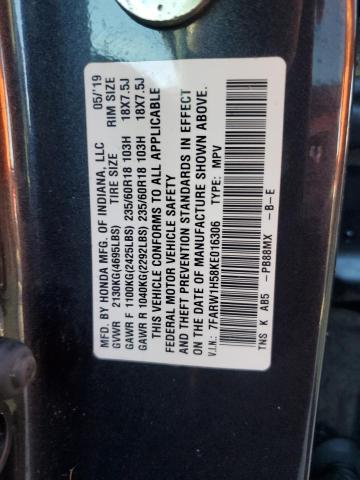 MFD. BY HONDA MFG. OF INDIANA, LLC 05/'19
GVWR 2130KG(4695LBS) TIRE SIZE RIM SIZE
GAWR F 1100KG(2425LBS) 235/60R18 103H 18X7.5J
GAWR R 1040KG(2292LBS) 235/60R18 103H 18X7.5J
THIS VEHICLE CONFORMS TO ALL APPLICABLE
FEDERAL MOTOR VEHICLE SAFETY
AND THEFT PREVENTION STANDARDS IN EFFECT
ON THE DATE OF MANUFACTURE SHOWN ABOVE.
V.I.N.: 7FARW1H58KE016306 TYPE: MPV
TNS K AB5 -PB88MX -B-E